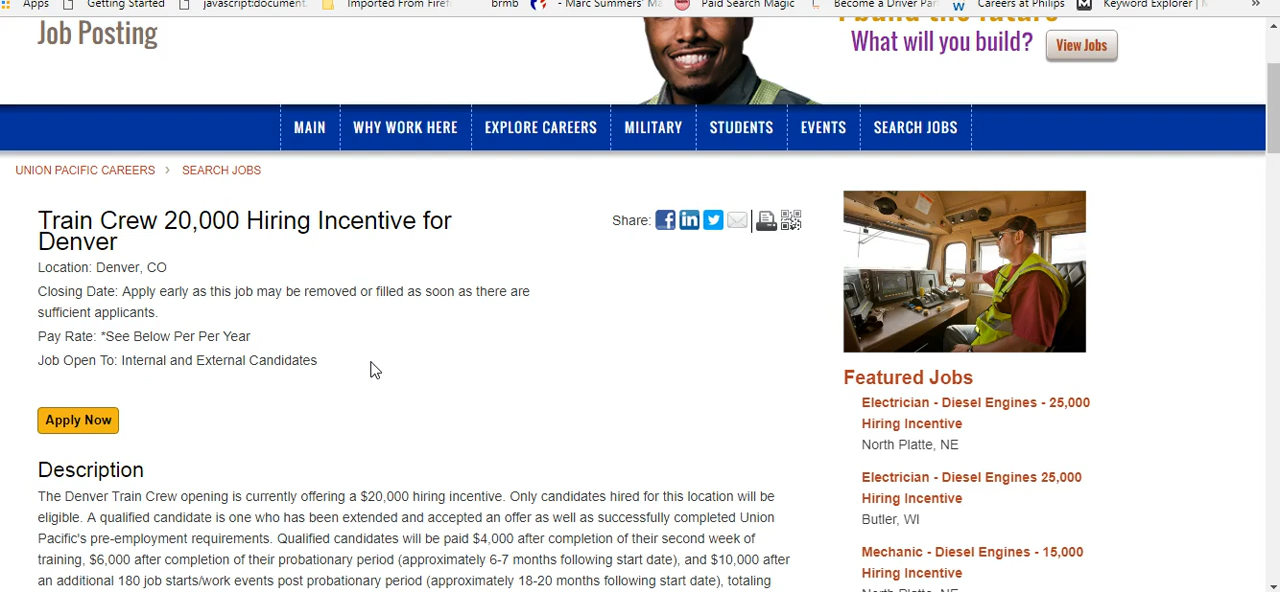 Apps Getting Started javascript:document. Imported From Firef brmb - Marc Summers' Ma Paid Search Magic Become a Driver Par Careers at Philips Keyword Explorer | »
Job Posting
What will you build? View Jobs
MAIN WHY WORK HERE EXPLORE CAREERS MILITARY STUDENTS EVENTS SEARCH JOBS
UNION PACIFIC CAREERS › SEARCH JOBS
Train Crew 20,000 Hiring Incentive for
Denver
Share:
Location: Denver, CO
Closing Date: Apply early as this job may be removed or filled as soon as there are
sufficient applicants.
Pay Rate: *See Below Per Per Year
Job Open To: Internal and External Candidates
Apply Now
Description
The Denver Train Crew opening is currently offering a $20,000 hiring incentive. Only candidates hired for this location will be
eligible. A qualified candidate is one who has been extended and accepted an offer as well as successfully completed Union
Pacific's pre-employment requirements. Qualified candidates will be paid $4,000 after completion of their second week of
training, $6,000 after completion of their probationary period (approximately 6-7 months following start date), and $10,000 after
an additional 180 job starts/work events post probationary period (approximately 18-20 months following start date), totaling
Featured Jobs
Electrician - Diesel Engines - 25,000
Hiring Incentive
North Platte, NE
Electrician - Diesel Engines 25,000
Hiring Incentive
Butler, WI
Mechanic - Diesel Engines - 15,000
Hiring Incentive
North Platte, NE